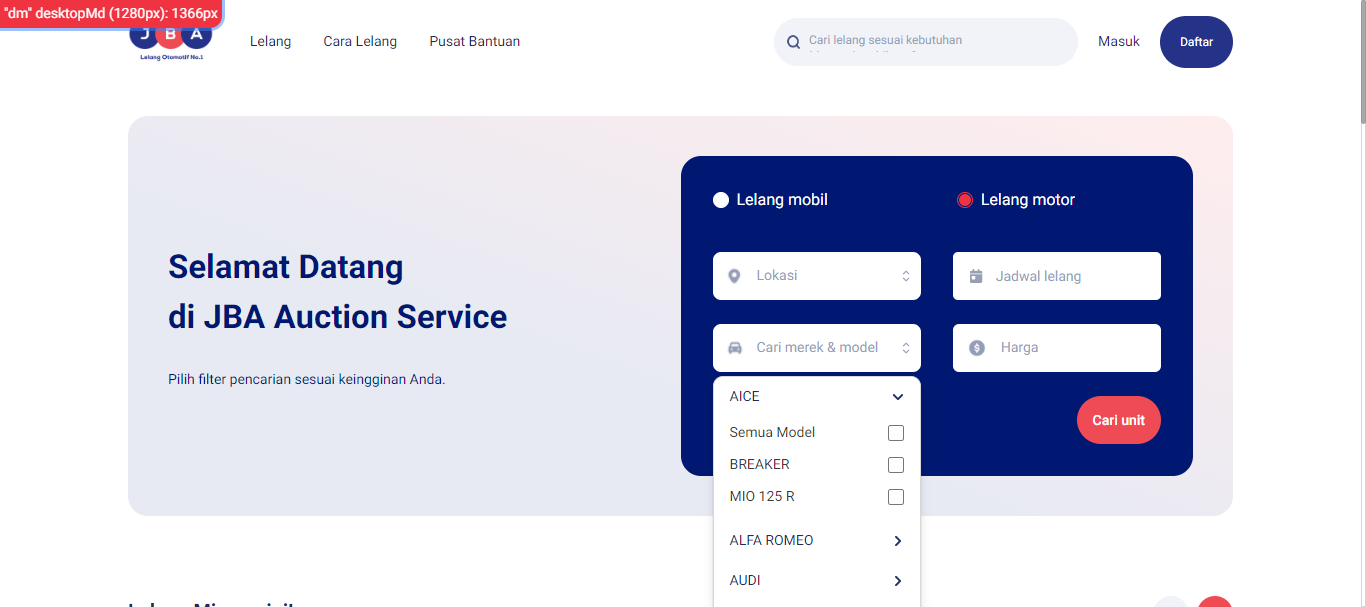 "dm" desktopMd (1280px): 1366px
JBA
Lelang Otomotif No.1
Lelang
Cara Lelang
Pusat Bantuan
Cari lelang sesuai kebutuhan
Masuk
Daftar
Selamat Datang
di JBA Auction Service
Pilih filter pencarian sesuai keingginan Anda.
Lelang mobil
Lelang motor
Lokasi
Jadwal lelang
Cari merek & model
Harga
Cari unit
AICE
Semua Model
BREAKER
MIO 125 R
ALFA ROMEO
AUDI